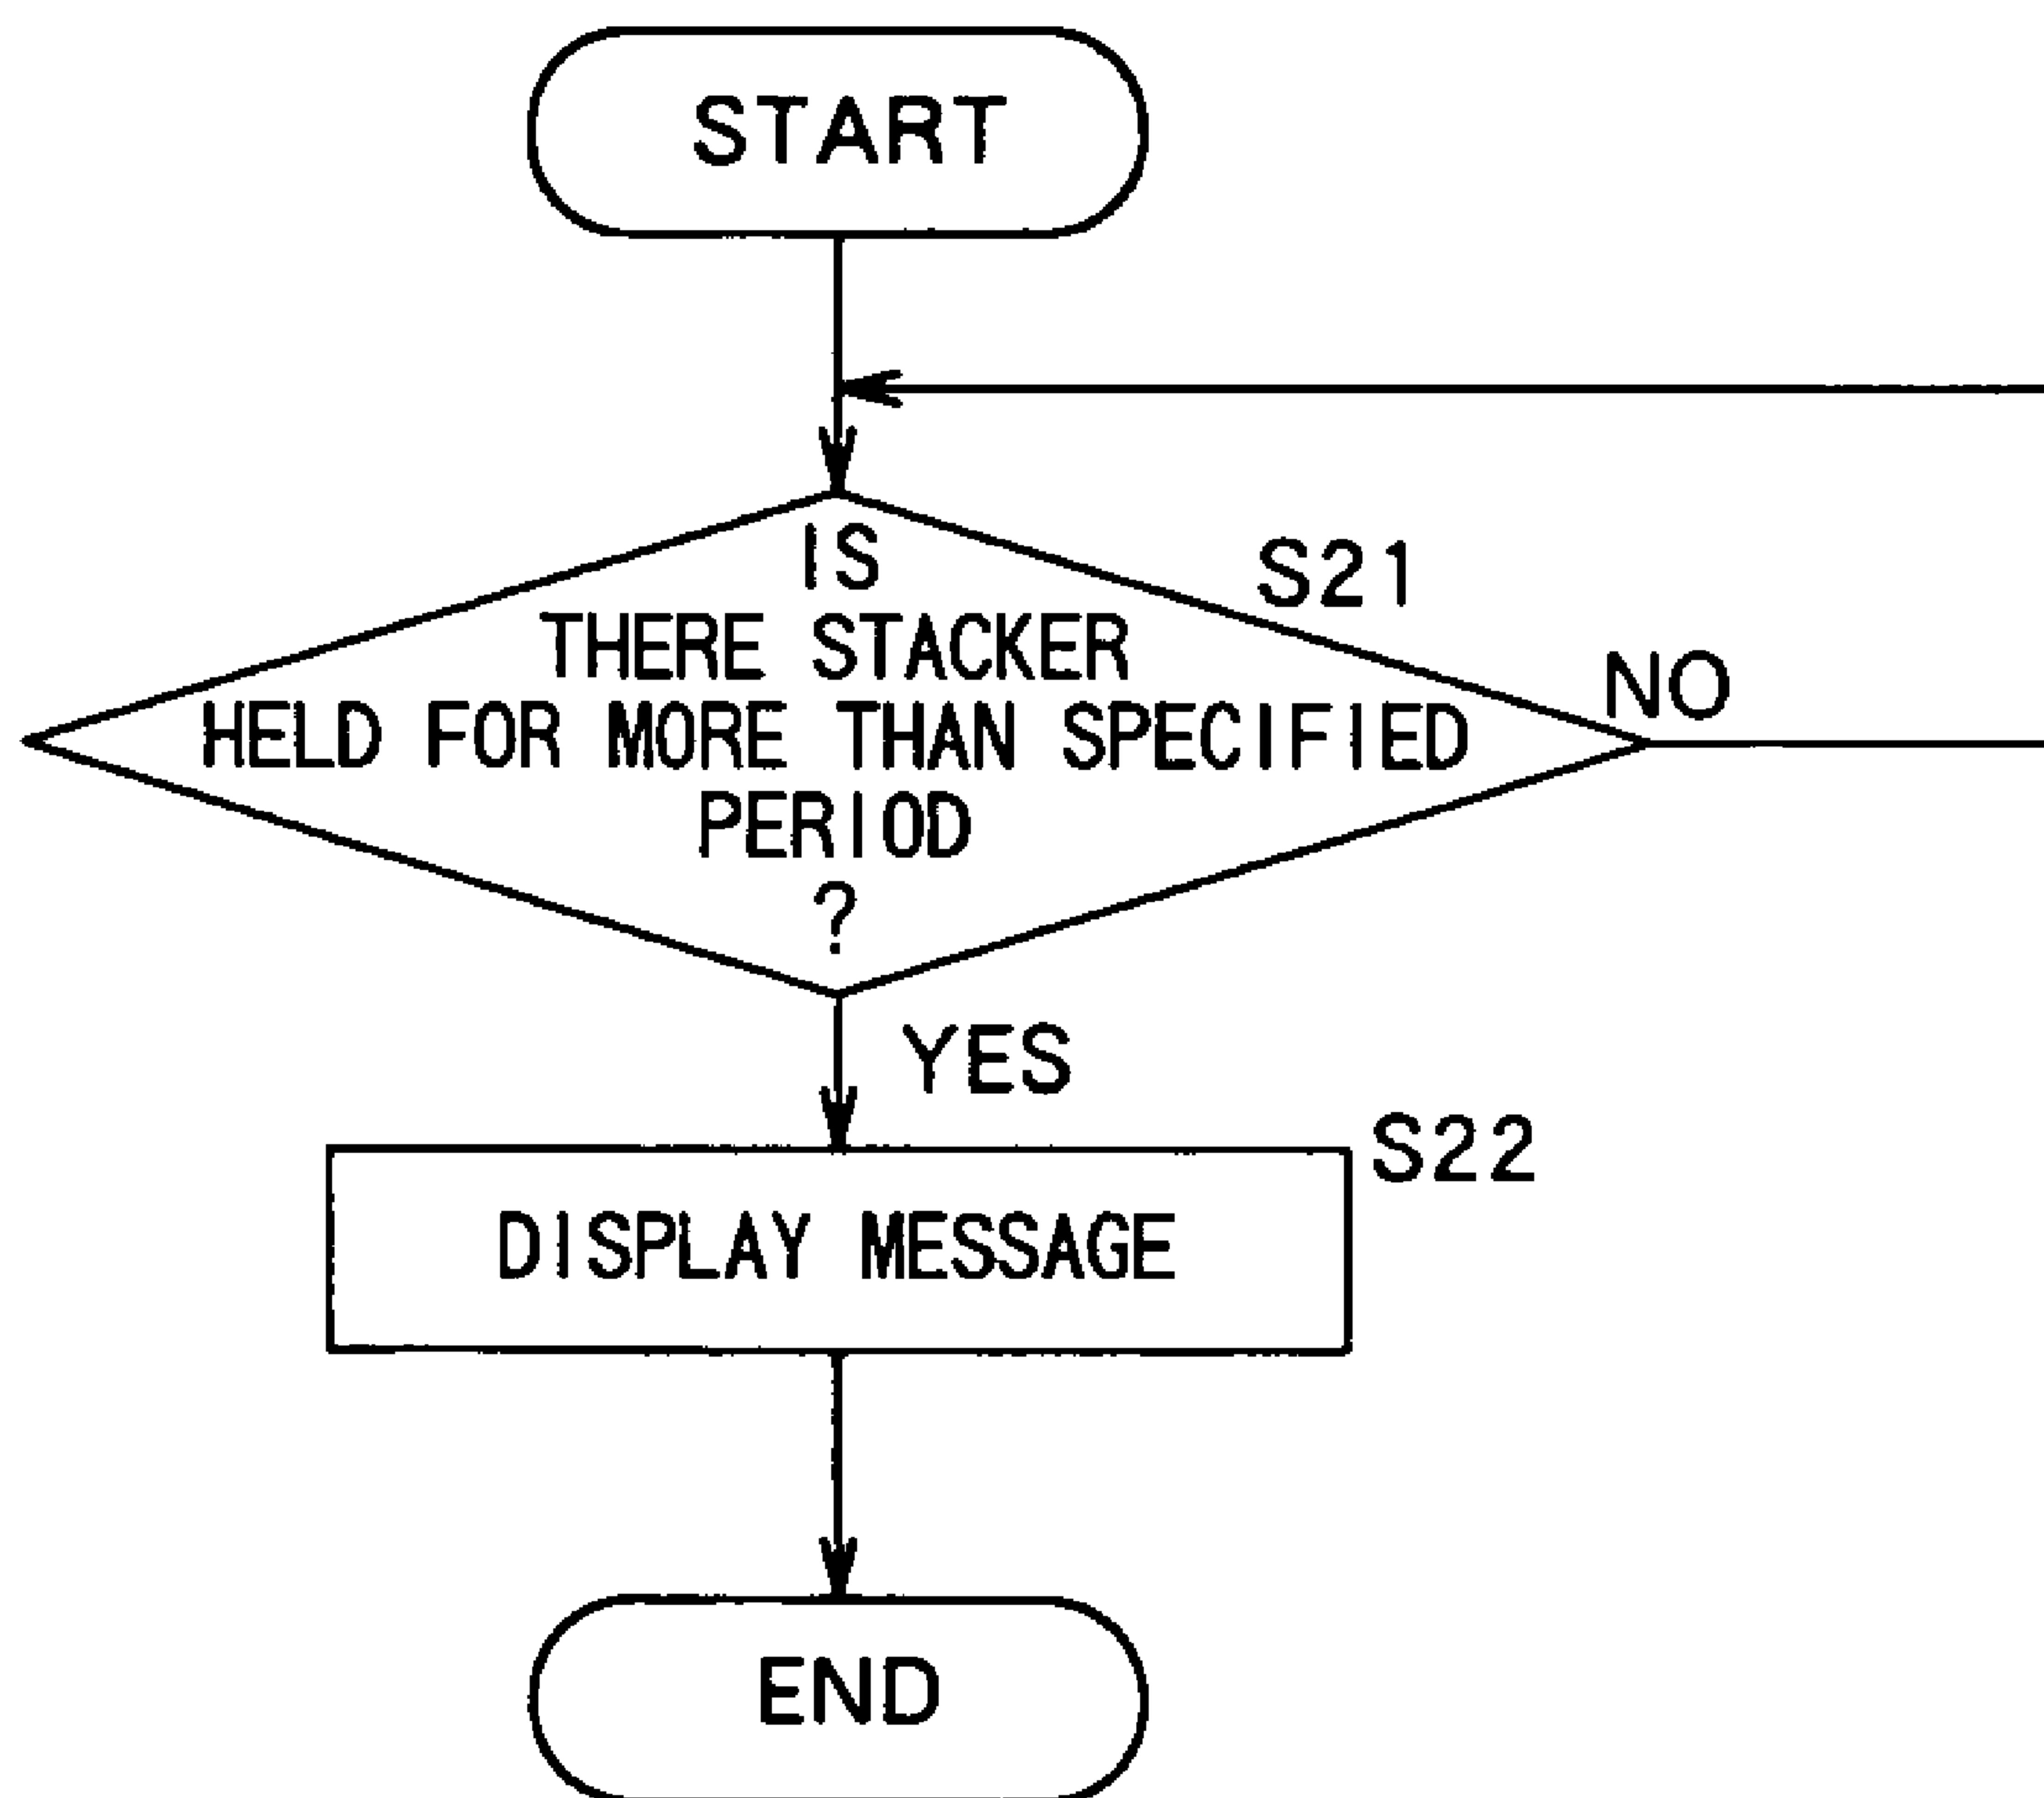 START
IS
S21
THERE STACKER
NO
HELD FOR MORE THAN SPECIFIED
PERIOD
?
YES
S22
DISPLAY MESSAGE
END